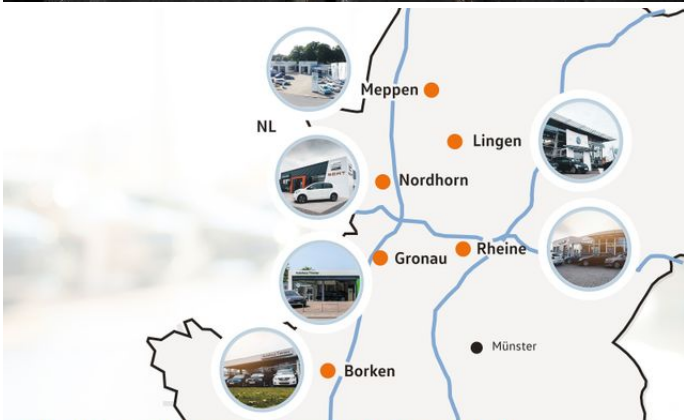 Meppen
NL
Lingen
Nordhorn
Rheine
Gronau
Münster
Borken